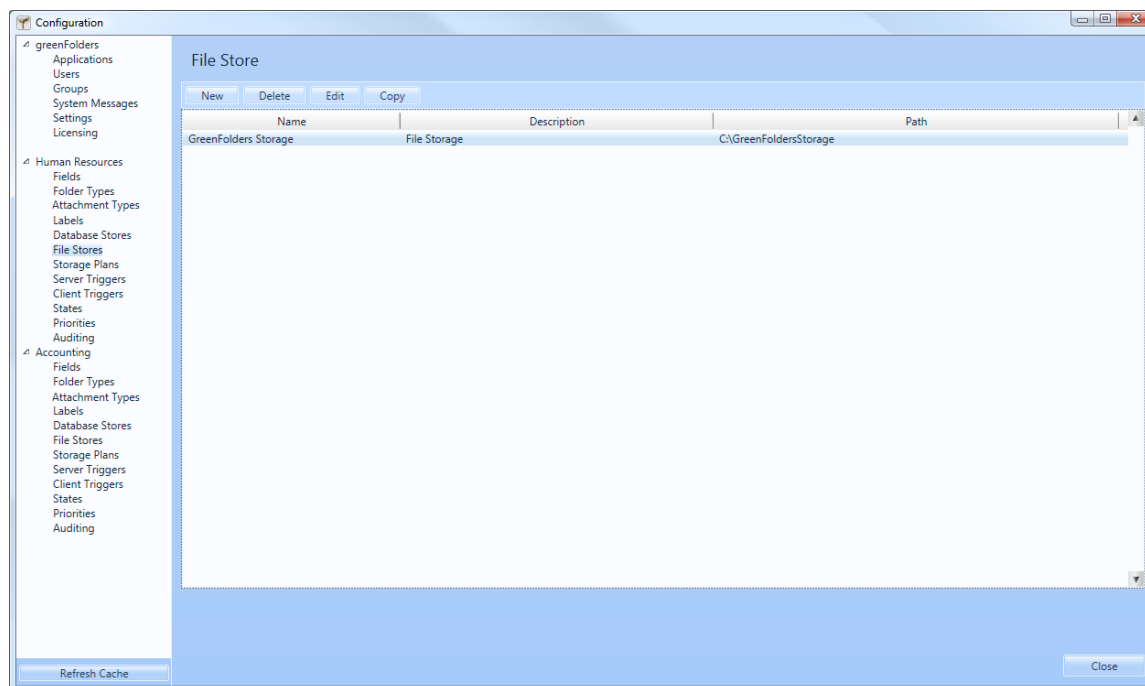 Configuration
greenFolders
Applications
Users
Groups
System Messages
Settings
Licensing
Human Resources
Fields
Folder Types
Attachment Types
Labels
Database Stores
File Stores
Storage Plans
Server Triggers
Client Triggers
States
Priorities
Auditing
Accounting
Fields
Folder Types
Attachment Types
Labels
Database Stores
File Stores
Storage Plans
Server Triggers
Client Triggers
States
Priorities
Auditing
Refresh Cache
File Store
New Delete Edit Copy
Name Description Path
GreenFolders Storage File Storage C:\GreenFoldersStorage
Close